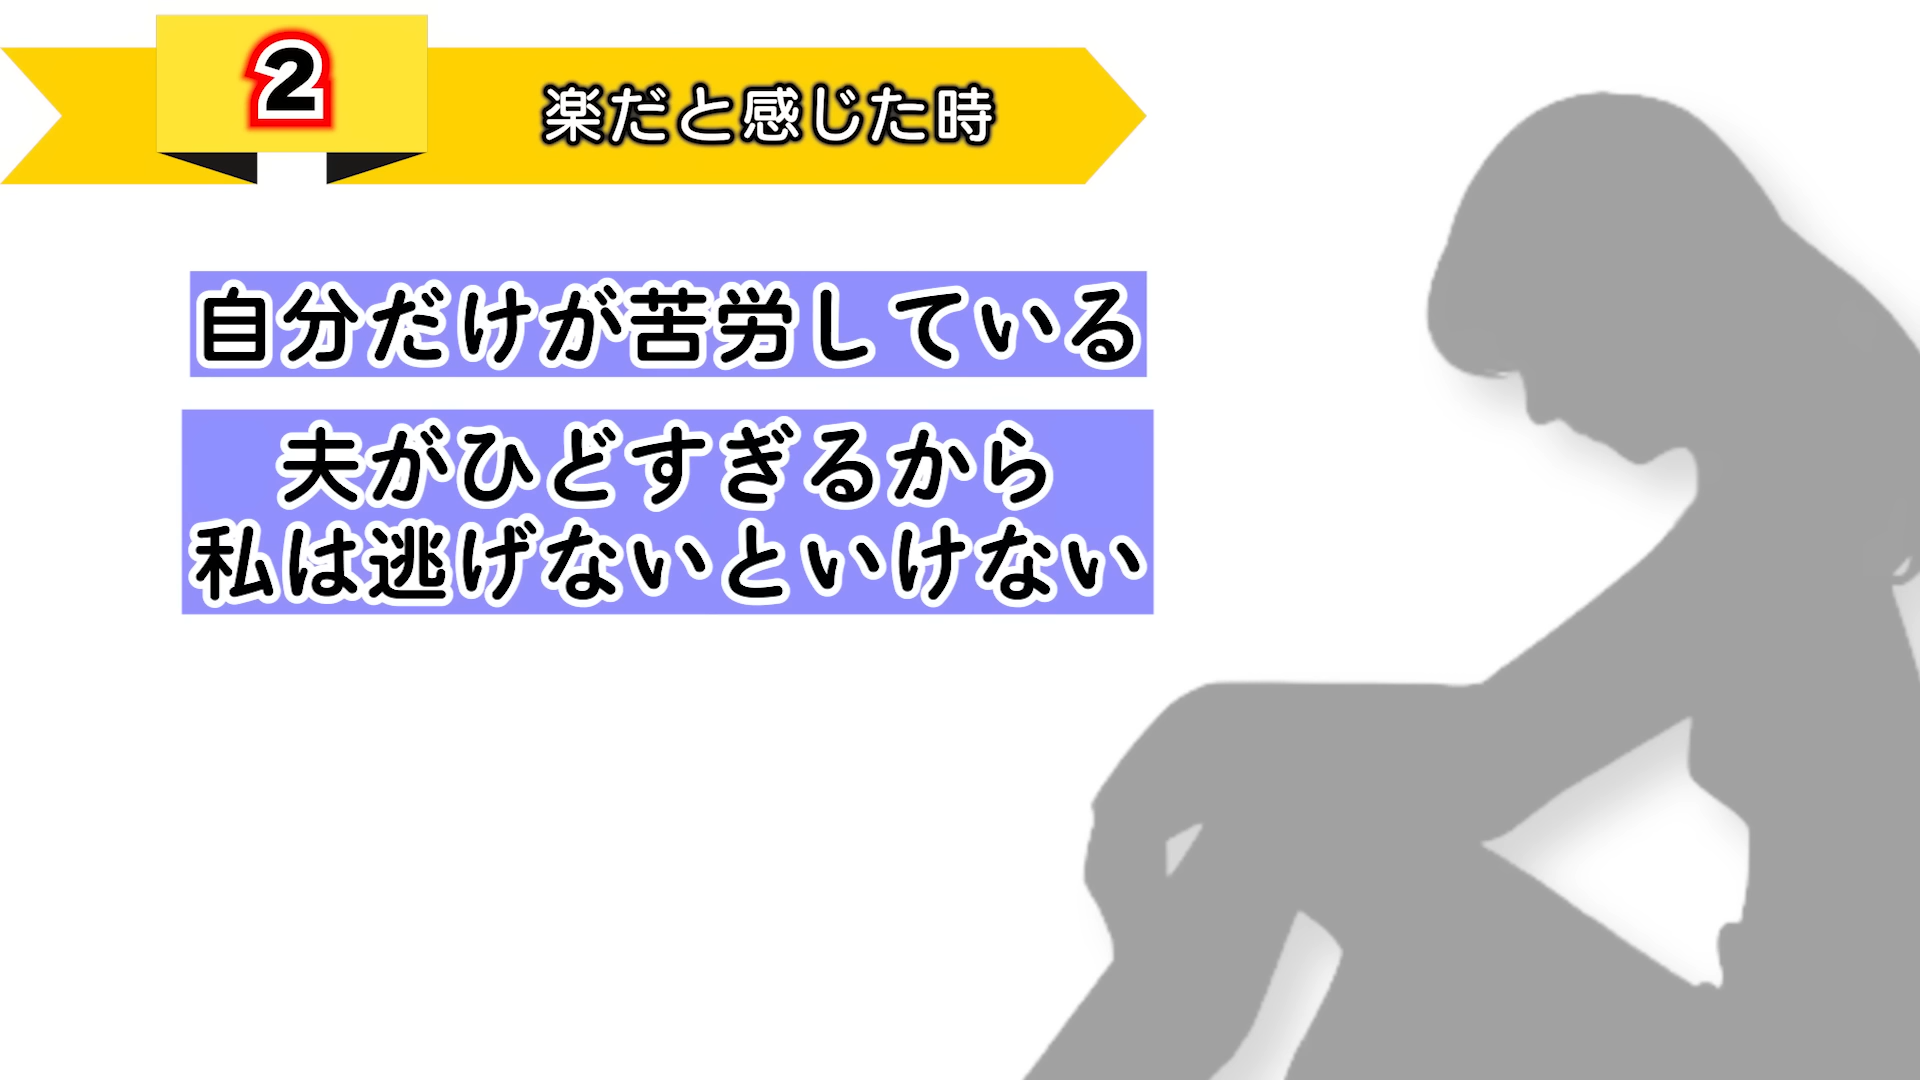 2
楽だと感じた時
自分だけが苦労している
夫がひどすぎるから
私は逃げないといけない